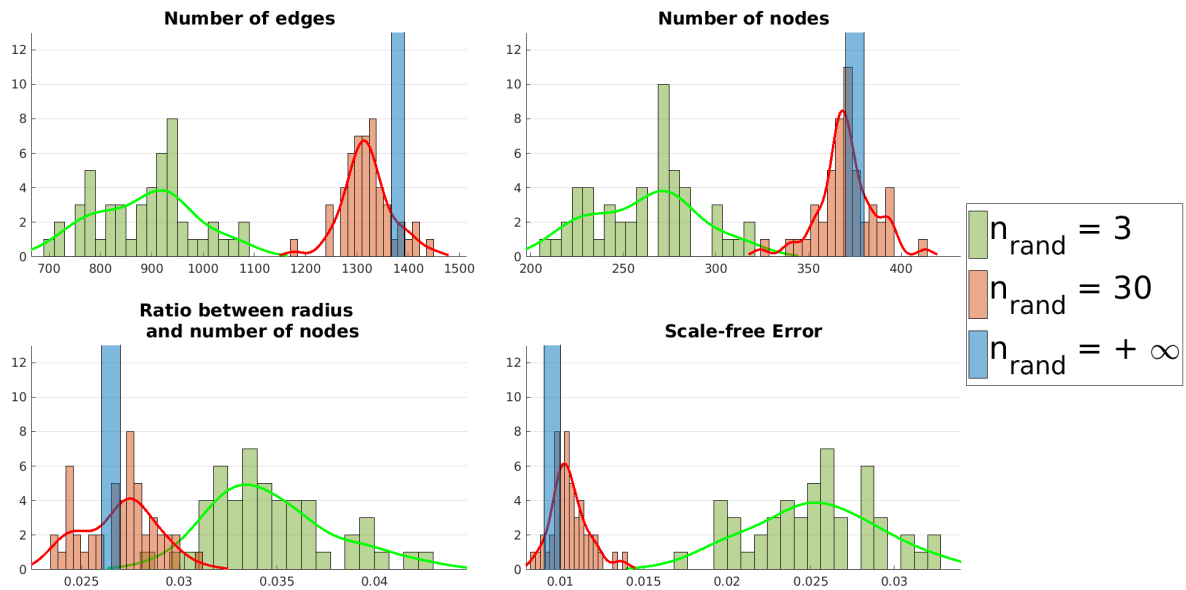 Number of edges
12
10
8
6
4
2
0
700 800 900 1000 1100 1200 1300 1400 1500
Number of nodes
12
10
8
6
4
2
0
200 250 300 350 400
Ratio between radius
and number of nodes
12
10
8
6
4
2
0
0.025 0.03 0.035 0.04
Scale-free Error
12
10
8
6
4
2
0
0.01 0.015 0.02 0.025 0.03
n_rand = 3
n_rand = 30
n_rand = + ∞